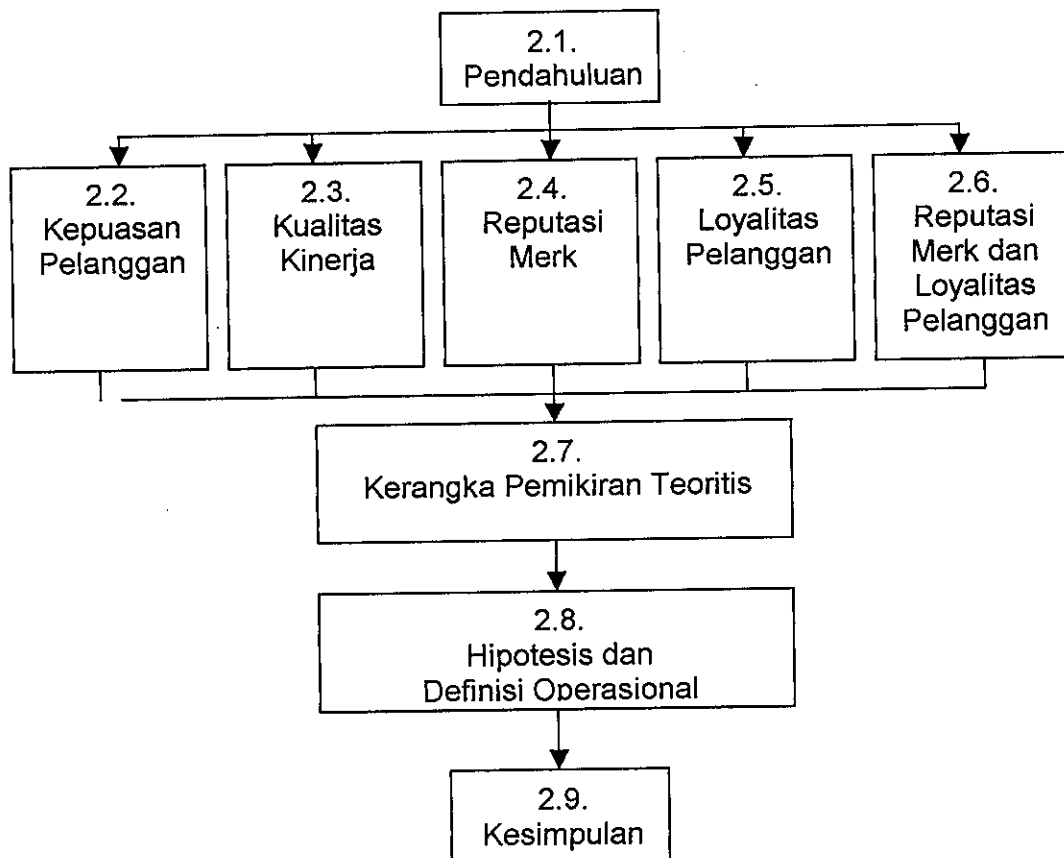 2.1.
Pendahuluan
2.2.
Kepuasan
Pelanggan
2.3.
Kualitas
Kinerja
2.4.
Reputasi
Merk
2.5.
Loyalitas
Pelanggan
2.6.
Reputasi
Merk dan
Loyalitas
Pelanggan
2.7.
Kerangka Pemikiran Teoritis
2.8.
Hipotesis dan
Definisi Operasional
2.9.
Kesimpulan